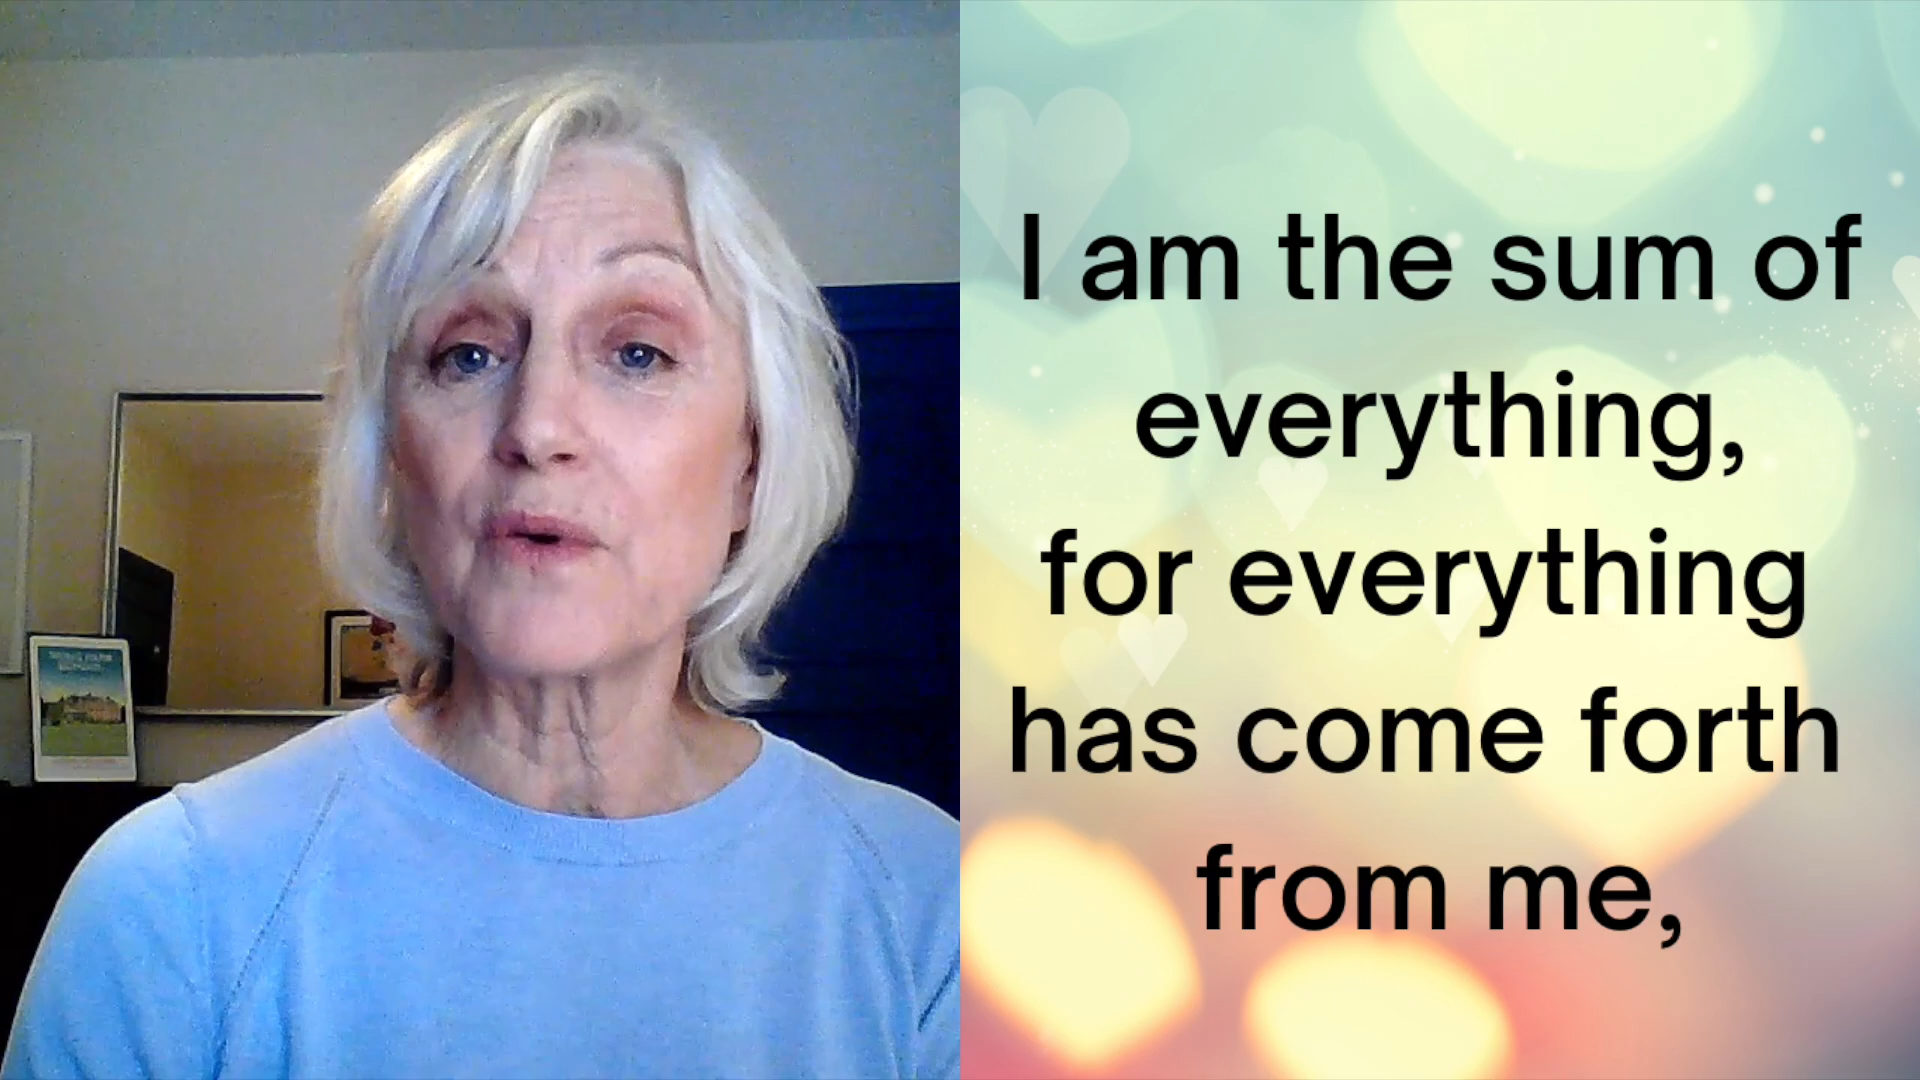 I am the sum of
everything,
for everything
has come forth
from me,